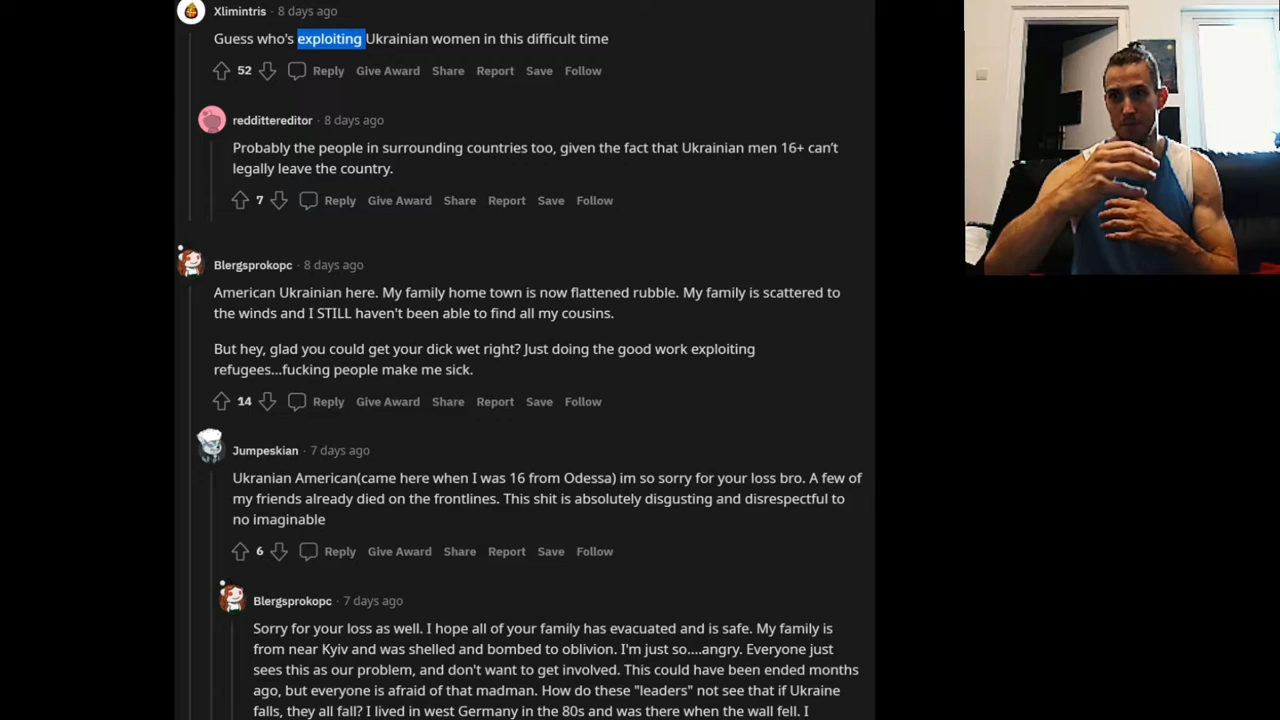 Xlimintris · 8 days ago
Guess who's exploiting Ukrainian women in this difficult time
52 Reply Give Award Share Report Save Follow
reddittereditor · 8 days ago
Probably the people in surrounding countries too, given the fact that Ukrainian men 16+ can't
legally leave the country.
7 Reply Give Award Share Report Save Follow
Blergsprokopc · 8 days ago
American Ukrainian here. My family home town is now flattened rubble. My family is scattered to
the winds and I STILL haven't been able to find all my cousins.
But hey, glad you could get your dick wet right? Just doing the good work exploiting
refugees...fucking people make me sick.
14 Reply Give Award Share Report Save Follow
Jumpeskian · 7 days ago
Ukranian American(came here when I was 16 from Odessa) im so sorry for your loss bro. A few of
my friends already died on the frontlines. This shit is absolutely disgusting and disrespectful to
no imaginable
6 Reply Give Award Share Report Save Follow
Blergsprokopc · 7 days ago
Sorry for your loss as well. I hope all of your family has evacuated and is safe. My family is
from near Kyiv and was shelled and bombed to oblivion. I'm just so....angry. Everyone just
sees this as our problem, and don't want to get involved. This could have been ended months
ago, but everyone is afraid of that madman. How do these "leaders" not see that if Ukraine
falls, they all fall? I lived in west Germany in the 80s and was there when the wall fell. I